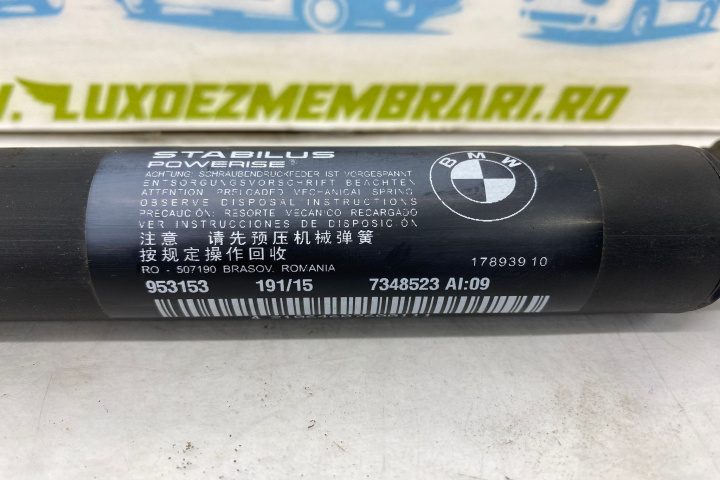 LUXDEZMEMBRARI.RO
STABILUS
POWERISE
ACHTUNG: SCHRAUBENDRUCKFEDER IST VORGESPANNT
ENTSORGUNGSVORSCHRIFT BEACHTEN
ATTENTION PRELOADED MECHANICAL SPRING
OBSERVE DISPOSAL INSTRUCTIONS
PRECAUCIÓN: RESORTE MECÁNICO RECARGADO
VER INSTRUCCIONES DE DISPOSICIÓN
注意 请先预压机械弹簧
按规定操作回收
RO - 507190 BRASOV. ROMANIA
BMW
178939 10
953153 191/15 7348523 AI:09